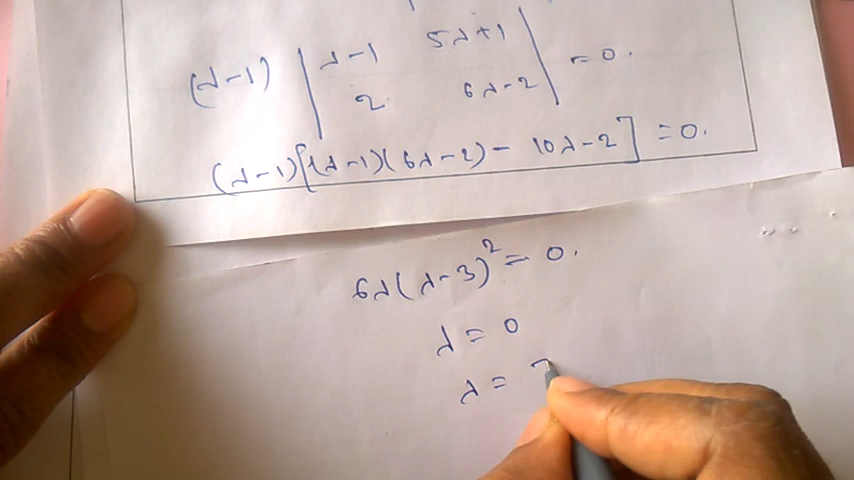 (λ-1) | λ-1 5λ+1 | = 0.
| 2 6λ-2 |
(λ-1)[(λ-1)(6λ-2) - 10λ-2] = 0.
6λ(λ-3)² = 0.
λ = 0
λ =